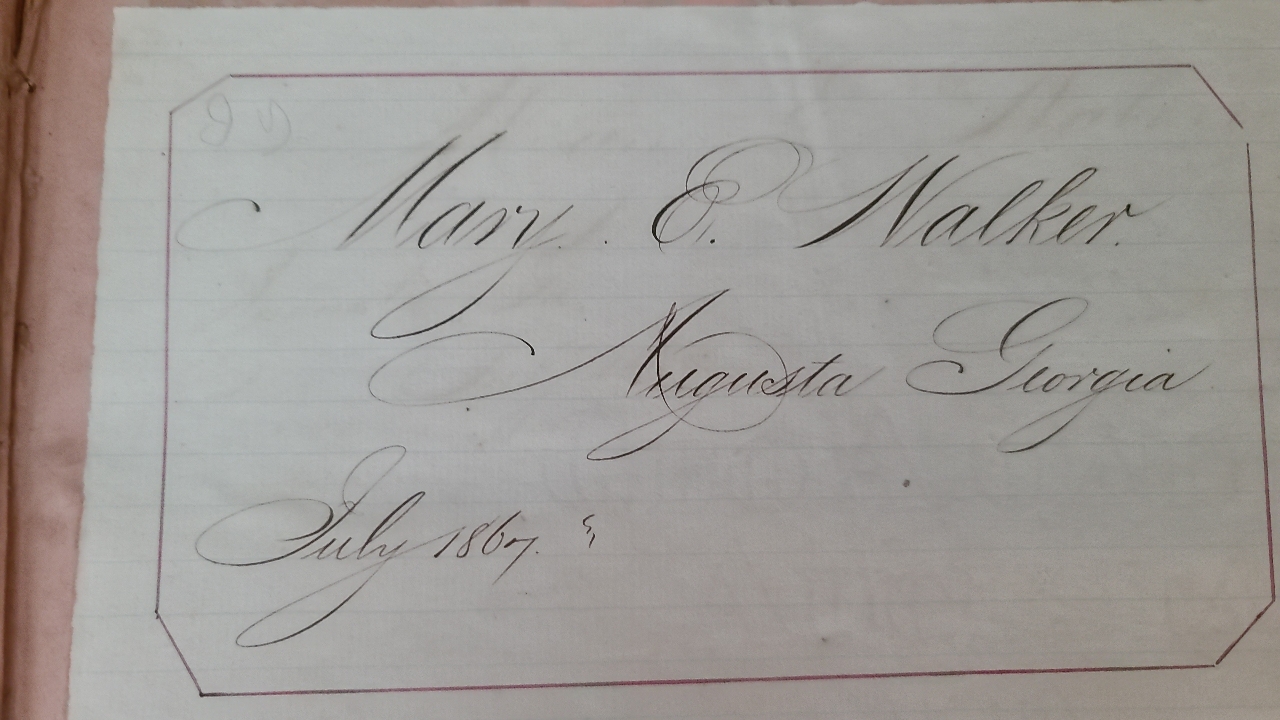 Mary. E. Walker.
Augusta Georgia
July 1867.